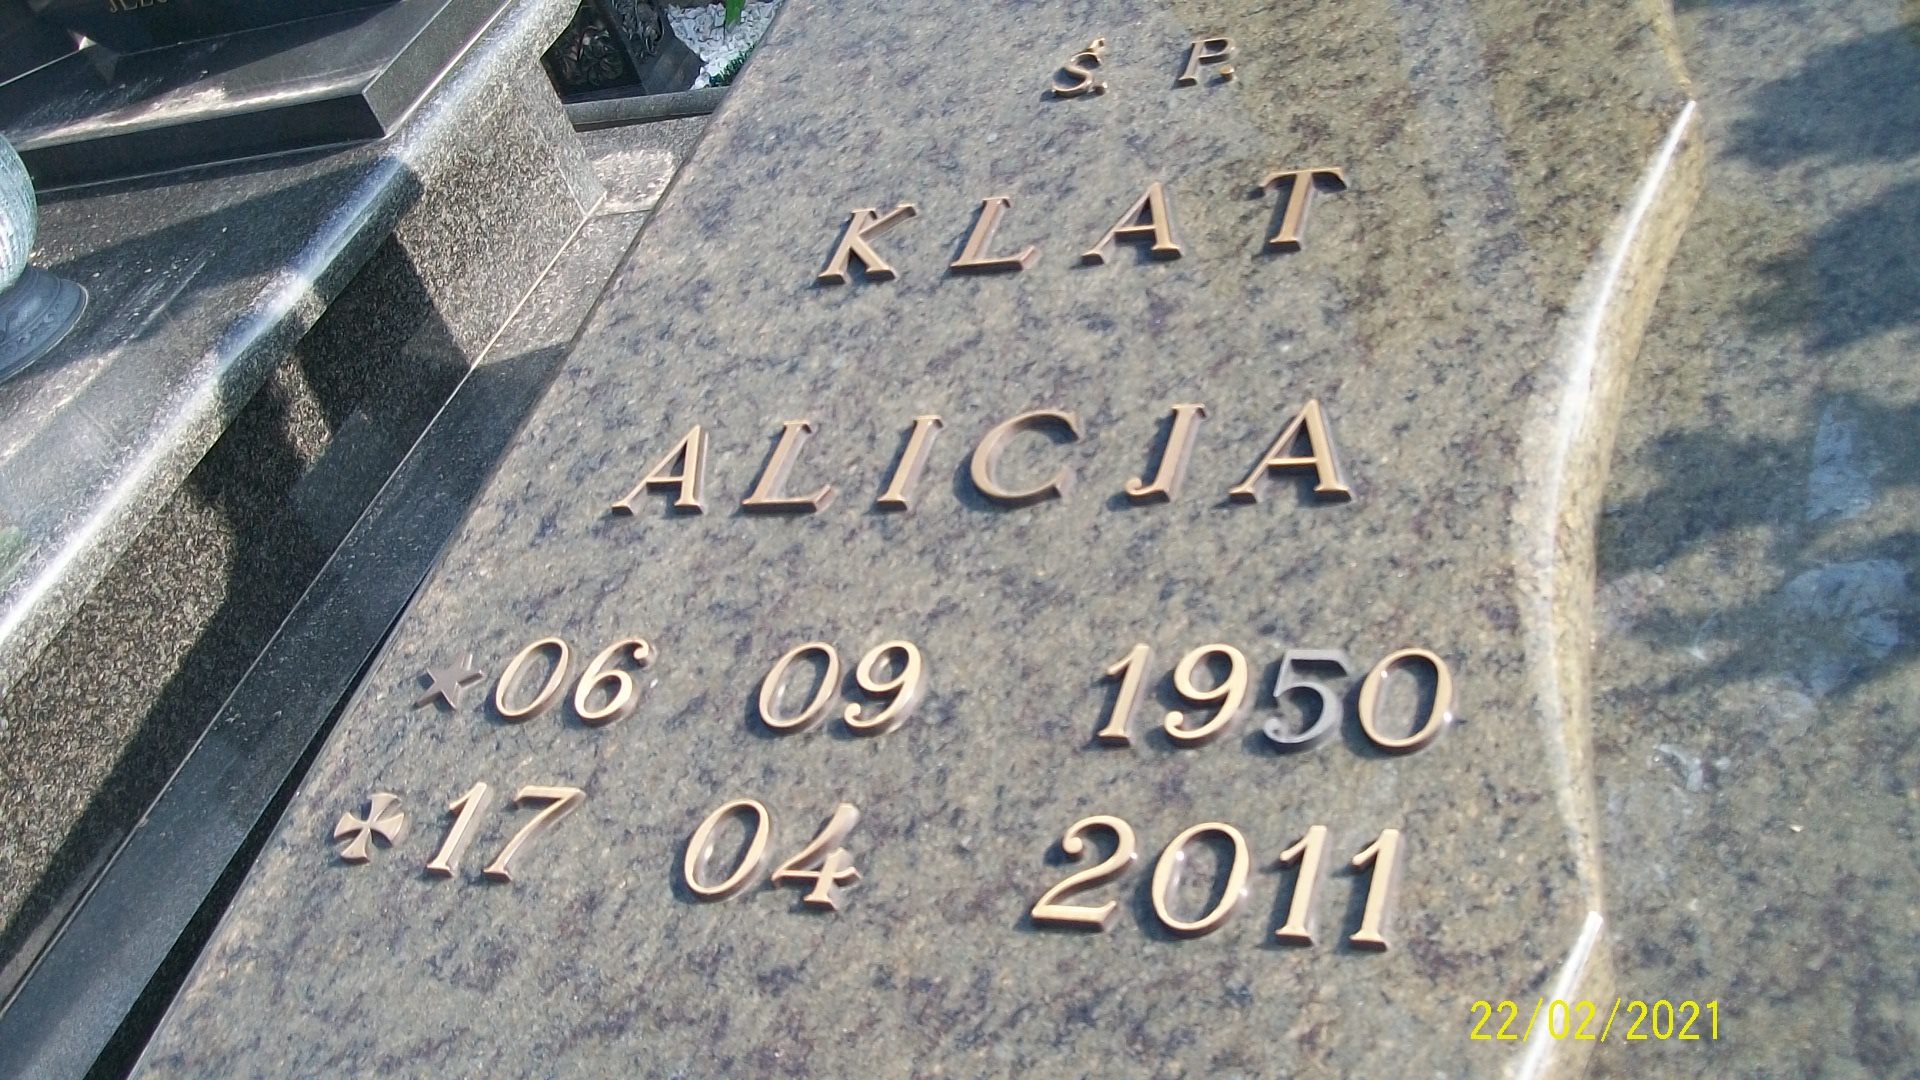 Ś. P.
KLAT
ALICJA
06 09 1950
17 04 2011
22/02/2021